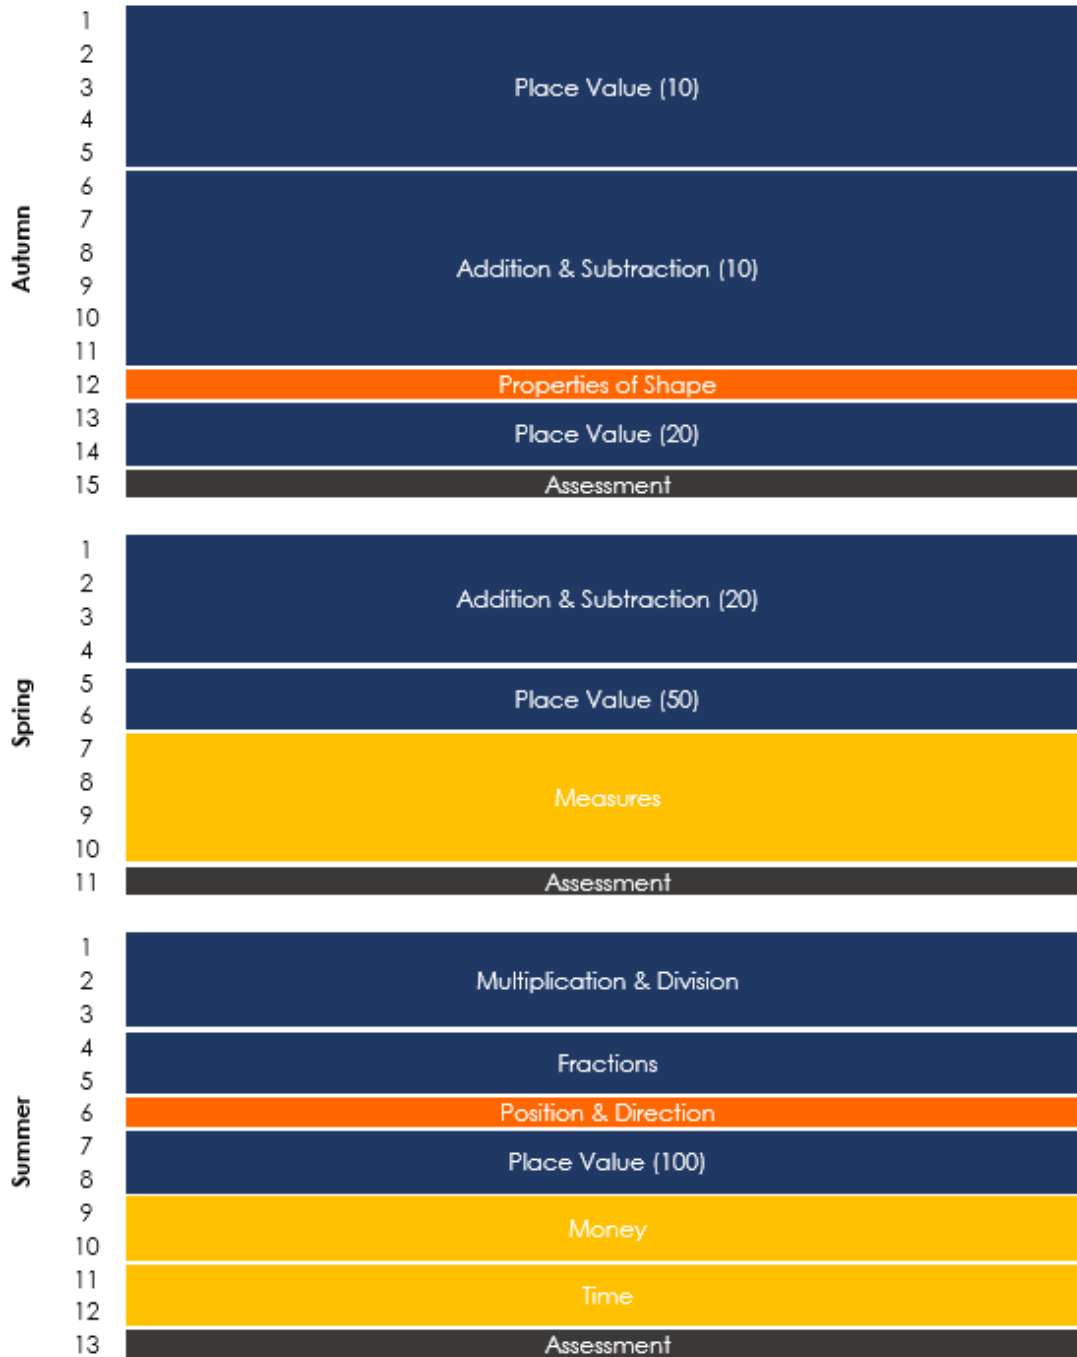 Autumn
1
2
3
4
5
Place Value (10)
6
7
8
9
10
11
Addition & Subtraction (10)
12
Properties of Shape
13
14
Place Value (20)
15
Assessment
Spring
1
2
3
4
Addition & Subtraction (20)
5
6
Place Value (50)
7
8
9
10
Measures
11
Assessment
Summer
1
2
3
Multiplication & Division
4
5
Fractions
6
Position & Direction
7
8
Place Value (100)
9
10
Money
11
12
Time
13
Assessment